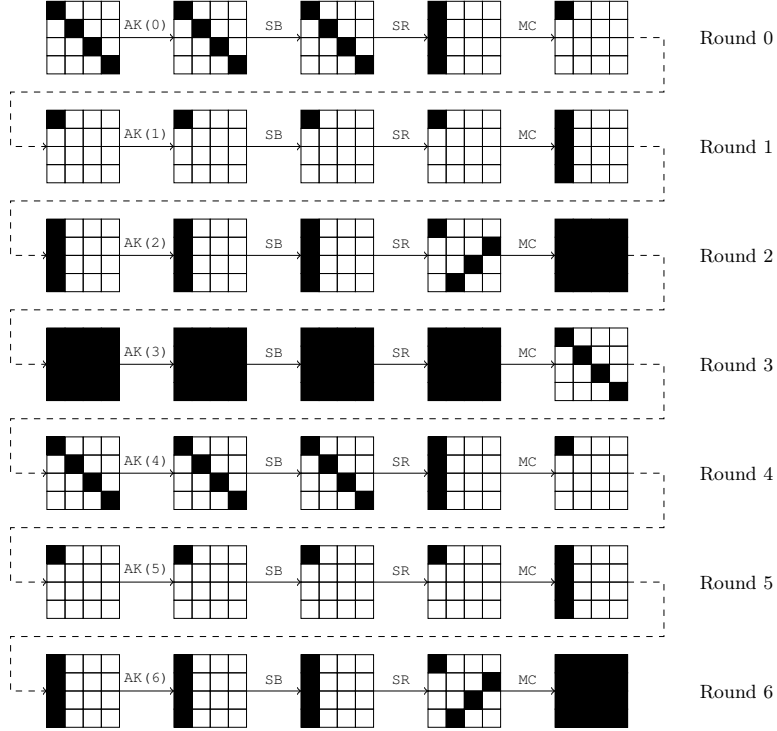 AK(0) SB SR MC Round 0
AK(1) SB SR MC Round 1
AK(2) SB SR MC Round 2
AK(3) SB SR MC Round 3
AK(4) SB SR MC Round 4
AK(5) SB SR MC Round 5
AK(6) SB SR MC Round 6